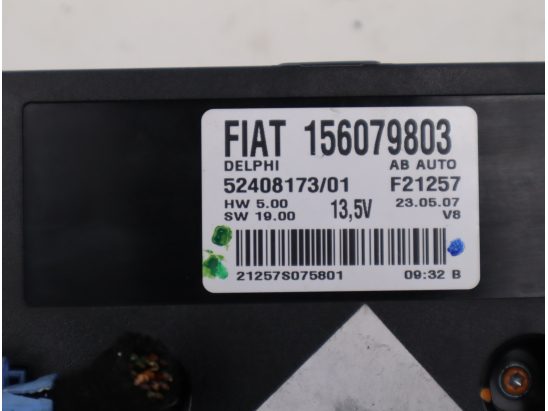 FIAT 156079803
DELPHI AB AUTO
52408173/01 F21257
HW 5.00 13,5V 23.05.07
SW 19.00 V8
21257S075801 09:32 B